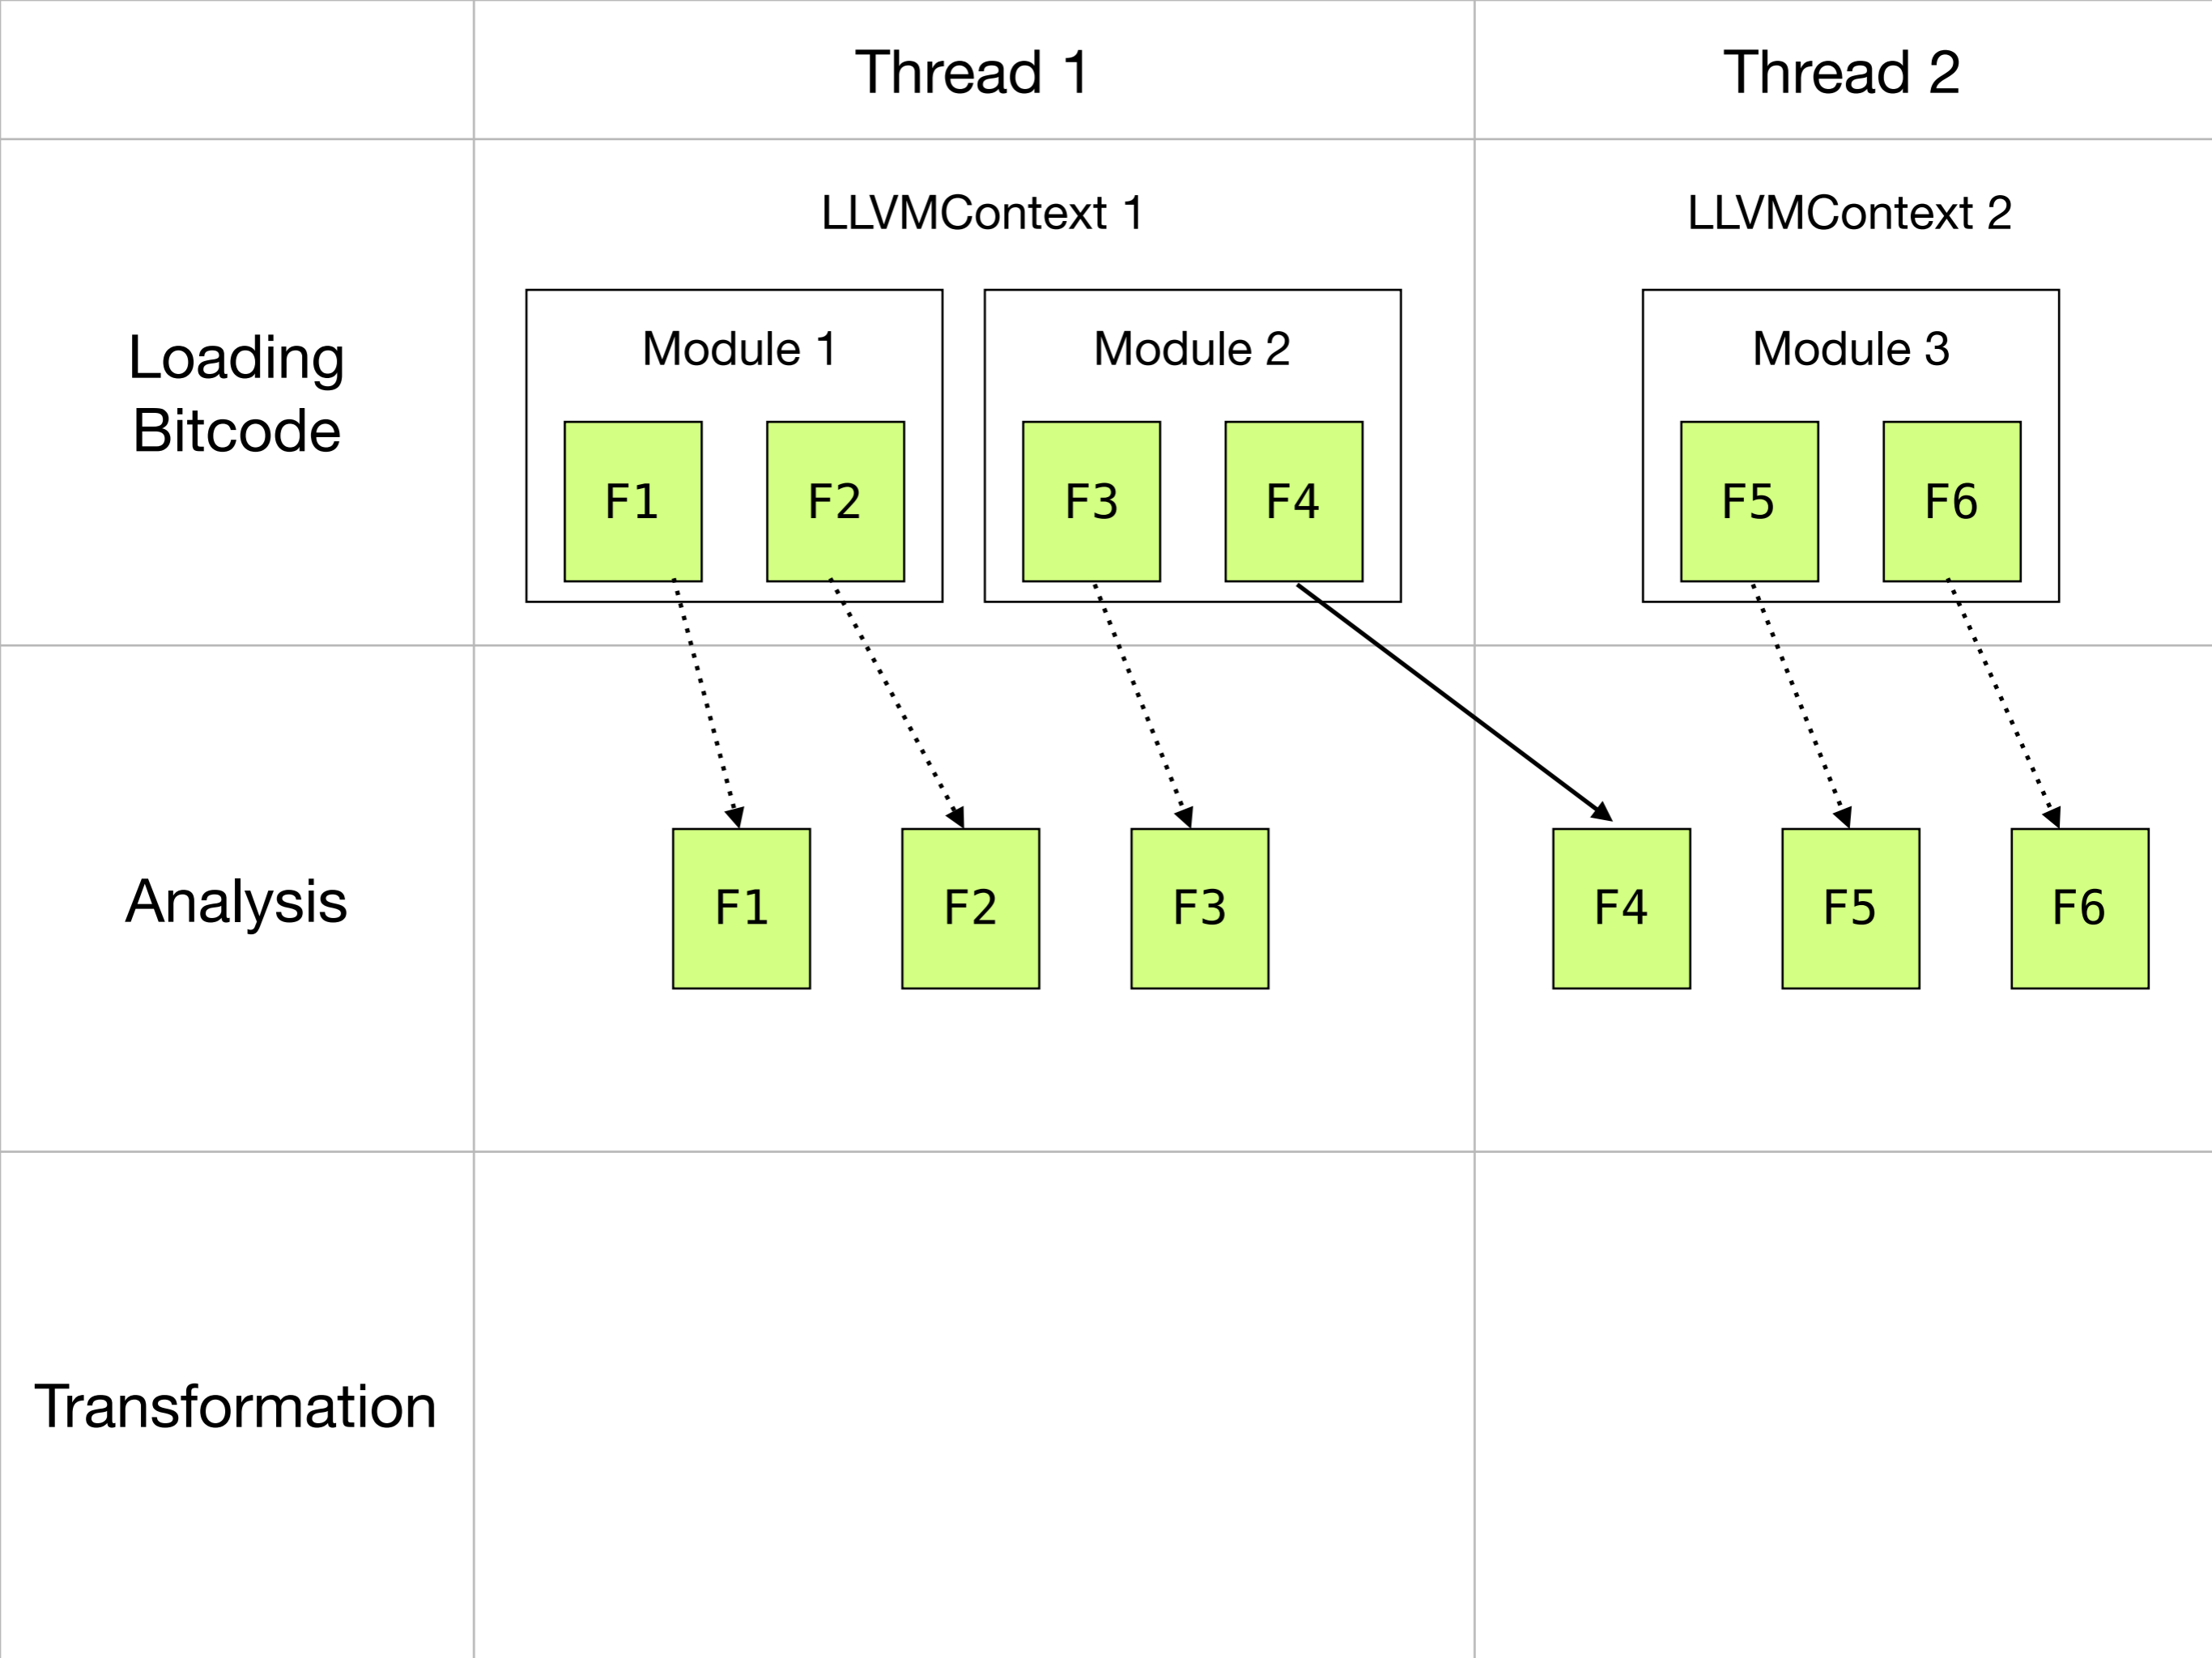 Thread 1
Thread 2
LLVMContext 1
LLVMContext 2
Loading
Bitcode
Module 1
Module 2
Module 3
F1
F2
F3
F4
F5
F6
Analysis
F1
F2
F3
F4
F5
F6
Transformation